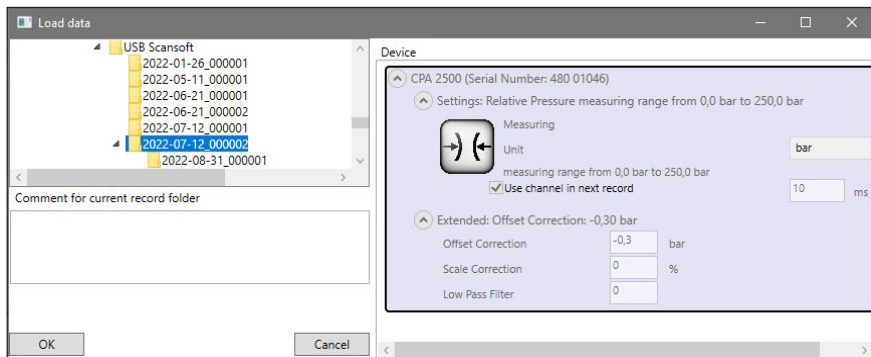 Load data
USB Scansoft
2022-01-26_000001
2022-05-11_000001
2022-06-21_000001
2022-06-21_000002
2022-07-12_000001
2022-07-12_000002
2022-08-31_000001
Comment for current record folder
OK
Cancel
Device
CPA 2500 (Serial Number: 480 01046)
Settings: Relative Pressure measuring range from 0,0 bar to 250,0 bar
Measuring
Unit bar
measuring range from 0,0 bar to 250,0 bar
Use channel in next record 10 ms
Extended: Offset Correction: -0,30 bar
Offset Correction -0,3 bar
Scale Correction 0 %
Low Pass Filter 0